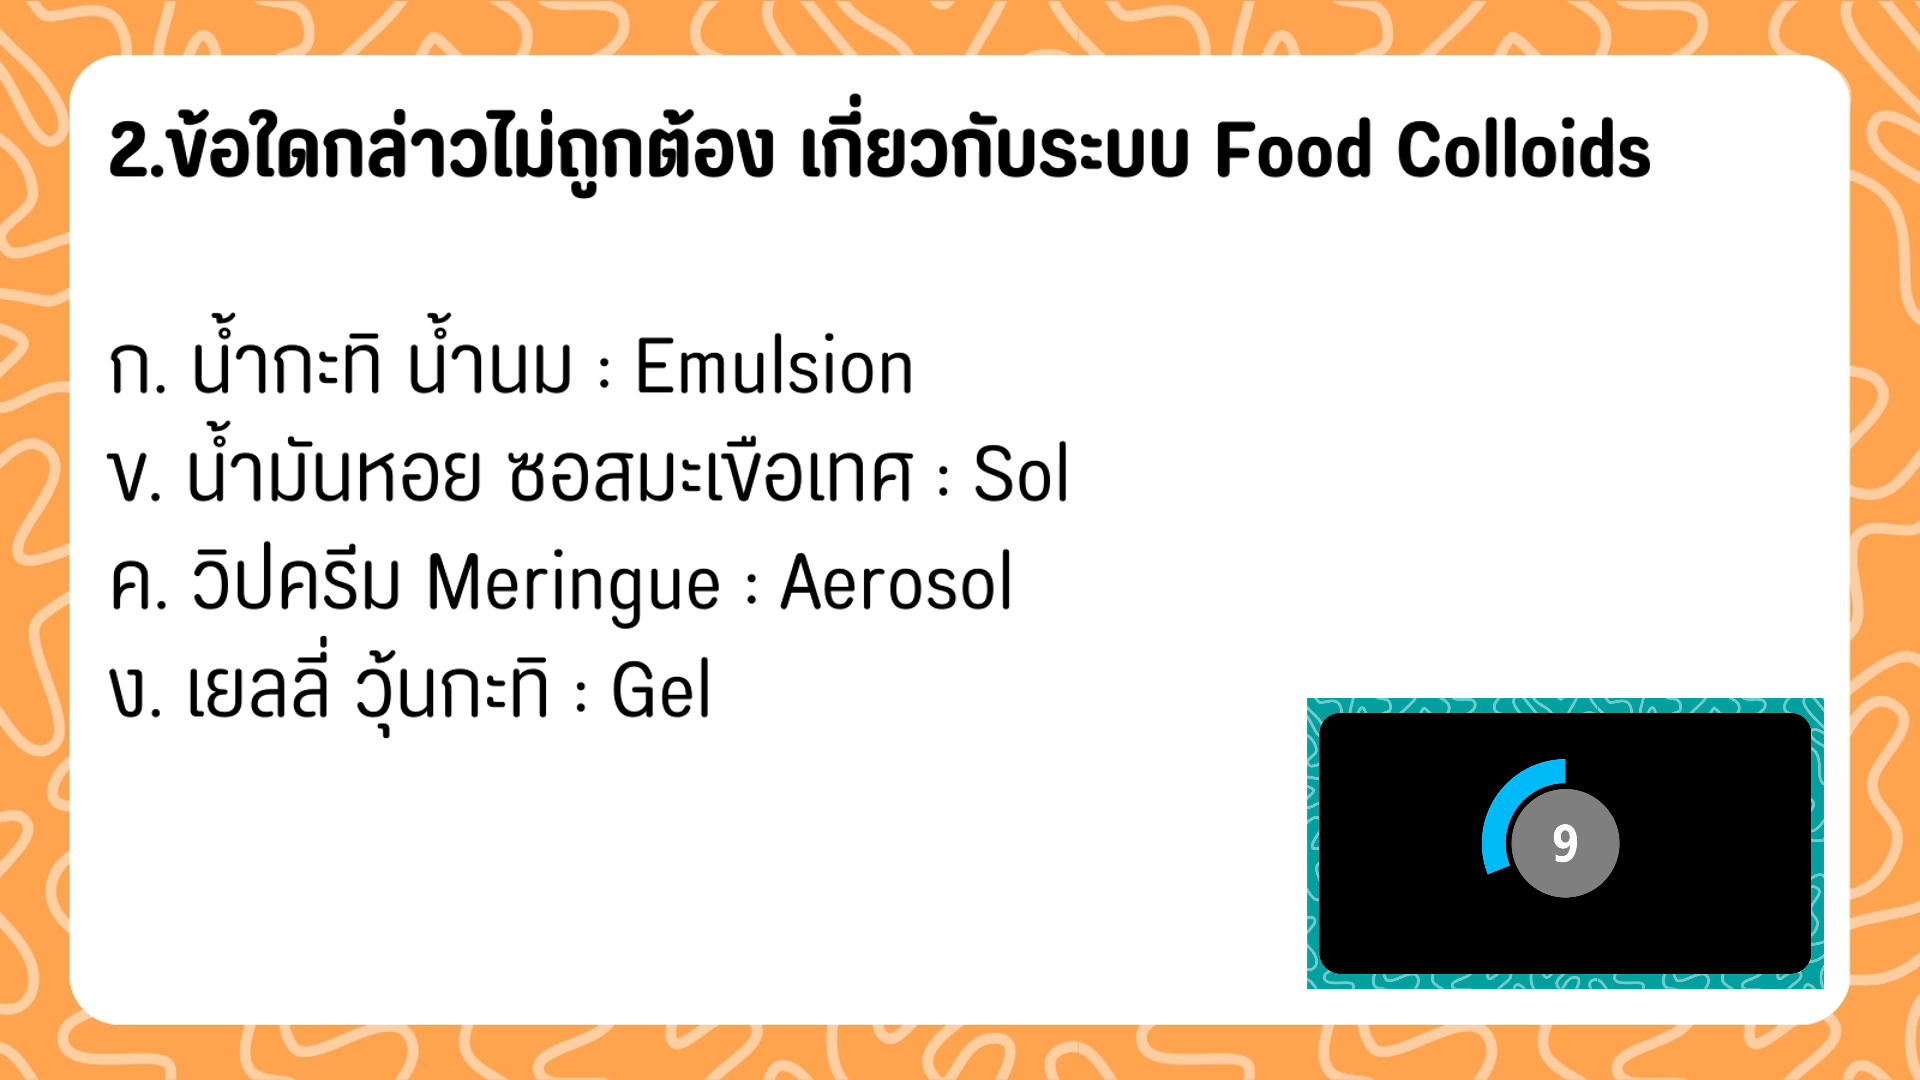 2.ข้อใดกล่าวไม่ถูกต้อง เกี่ยวกับระบบ Food Colloids
ก. น้ำกะทิ น้ำนม : Emulsion
ข. น้ำมันหอย ซอสมะเขือเทศ : Sol
ค. วิปครีม Meringue : Aerosol
ง. เยลลี่ วุ้นกะทิ : Gel
9